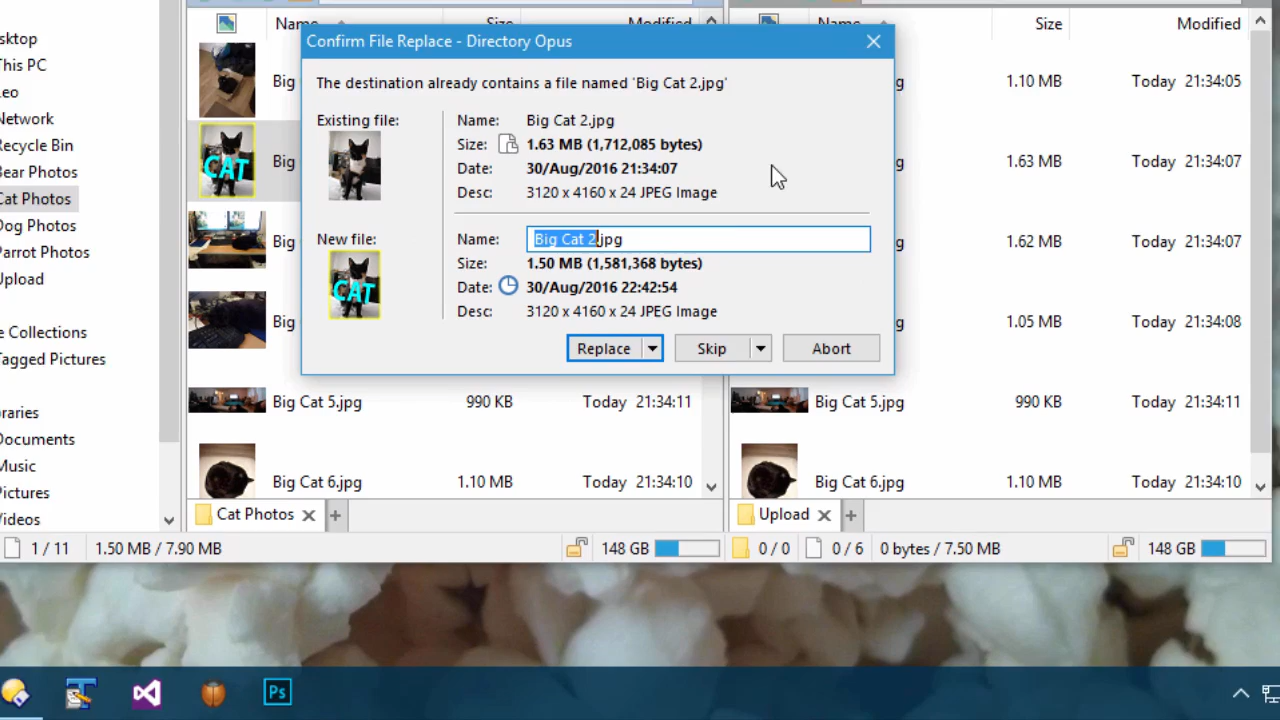 Name Size Modified
Name Size Modified
sktop
This PC
eo
Network
Recycle Bin
Bear Photos
Cat Photos
Dog Photos
Parrot Photos
Upload
e Collections
Tagged Pictures
raries
Documents
Music
Pictures
Videos
Confirm File Replace - Directory Opus
The destination already contains a file named 'Big Cat 2.jpg'
Existing file:
Name: Big Cat 2.jpg
Size: 1.63 MB (1,712,085 bytes)
Date: 30/Aug/2016 21:34:07
Desc: 3120 x 4160 x 24 JPEG Image
New file:
CAT
Name: Big Cat 2.jpg
Size: 1.50 MB (1,581,368 bytes)
Date: 30/Aug/2016 22:42:54
Desc: 3120 x 4160 x 24 JPEG Image
Replace Skip Abort
Big
CAT
Big
Big
Big
g 1.10 MB Today 21:34:05
g 1.63 MB Today 21:34:07
g 1.62 MB Today 21:34:07
g 1.05 MB Today 21:34:08
Big Cat 5.jpg 990 KB Today 21:34:11
Big Cat 6.jpg 1.10 MB Today 21:34:10
Big Cat 5.jpg 990 KB Today 21:34:11
Big Cat 6.jpg 1.10 MB Today 21:34:10
Cat Photos
Upload
1 / 11 1.50 MB / 7.90 MB 148 GB
0 / 0 0 / 6 0 bytes / 7.50 MB 148 GB
Ps